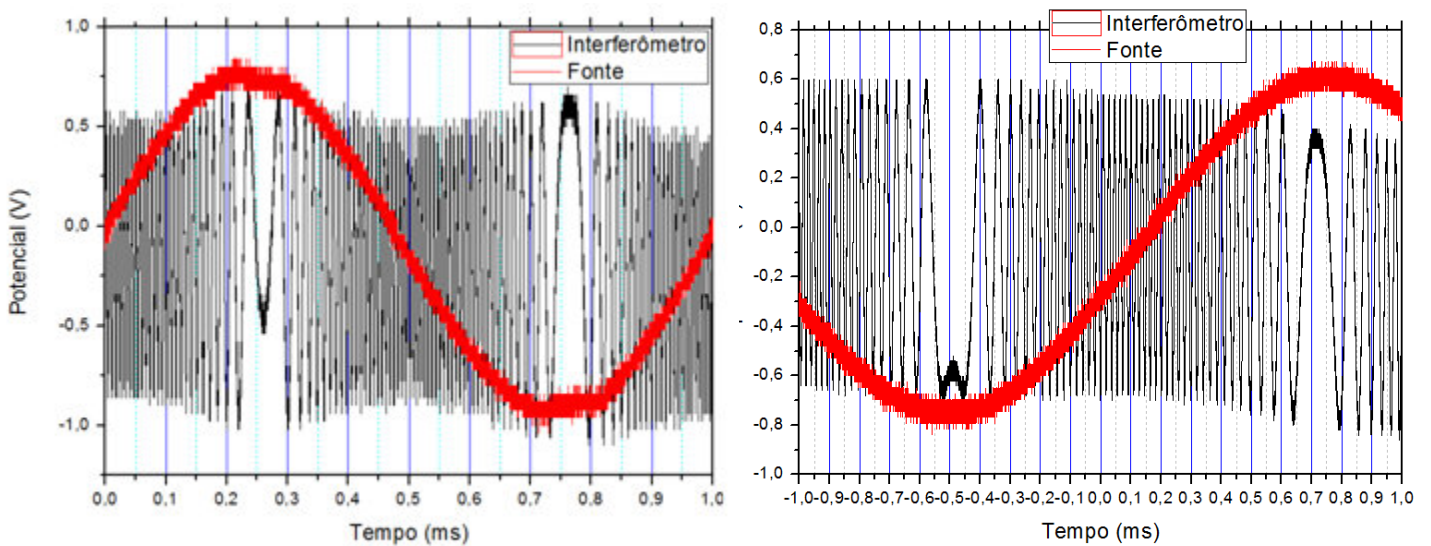 Interferômetro
Fonte
1,0
0,5
0,0
-0,5
-1,0
Potencial (V)
0,0 0,1 0,2 0,3 0,4 0,5 0,6 0,7 0,8 0,9 1,0
Tempo (ms)
Interferômetro
Fonte
0,8
0,6
0,4
0,2
0,0
-0,2
-0,4
-0,6
-0,8
-1,0
-1,0-0,9-0,8-0,7-0,6-0,5-0,4-0,3-0,2-0,1 0,0 0,1 0,2 0,3 0,4 0,5 0,6 0,7 0,8 0,9 1,0
Tempo (ms)